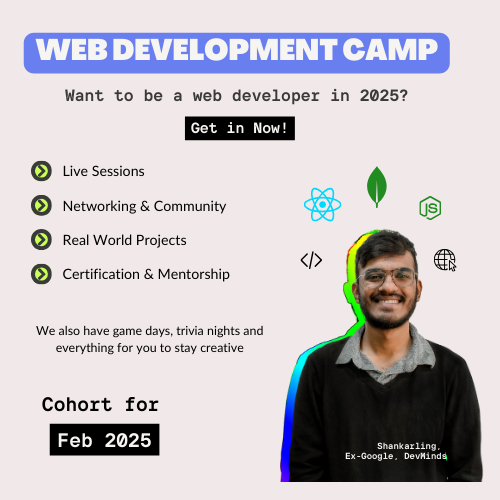 WEB DEVELOPMENT CAMP
Want to be a web developer in 2025?
Get in Now!
Live Sessions
Networking & Community
Real World Projects
Certification & Mentorship
JS
</>
We also have game days, trivia nights and
everything for you to stay creative
Cohort for
Feb 2025
Shankarling,
Ex-Google, DevMinds